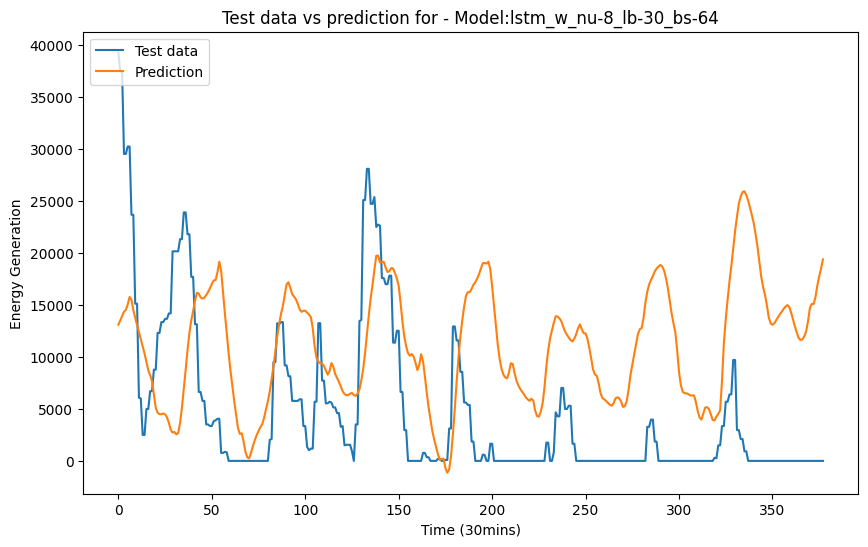 Test data vs prediction for - Model:lstm_w_nu-8_lb-30_bs-64
Test data
Prediction
Energy Generation
40000
35000
30000
25000
20000
15000
10000
5000
0
0 50 100 150 200 250 300 350
Time (30mins)